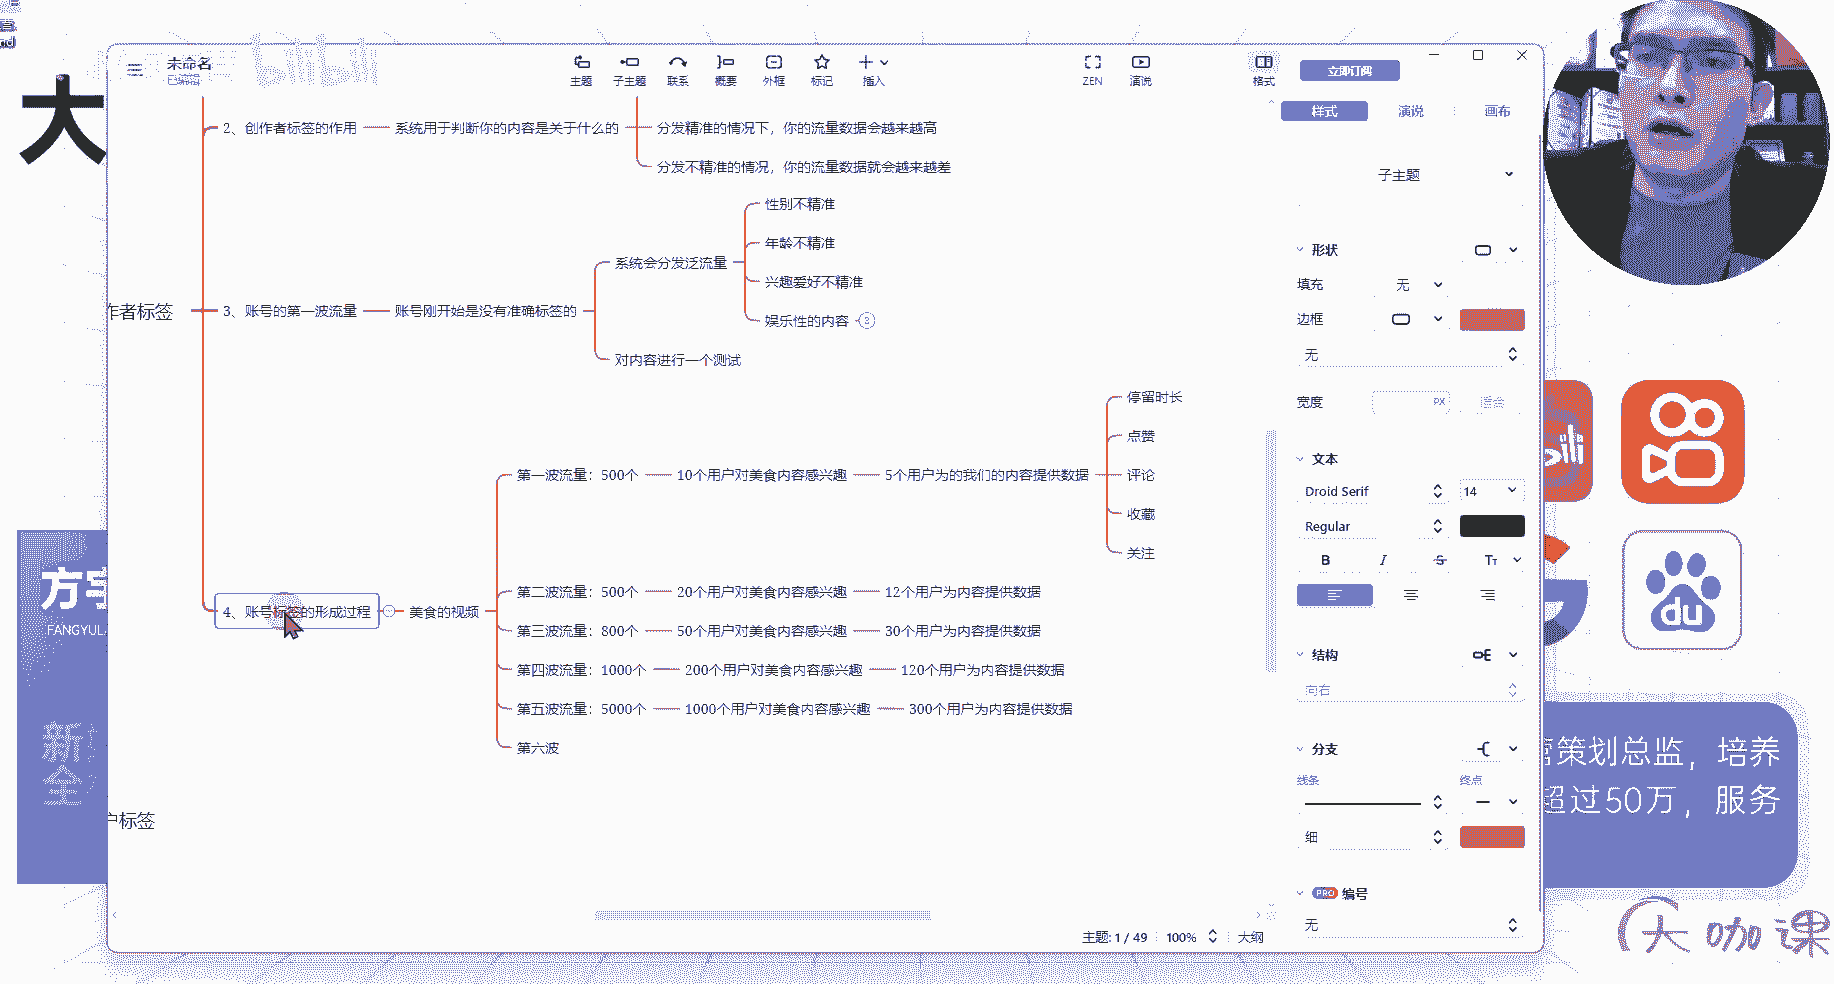 未命名
已编辑
bilibili
主题
子主题
联系
概要
外框
标记
插入
ZEN
演说
格式
立即订阅
样式
演说
画布
大
2、创作者标签的作用
系统用于判断你的内容是关于什么的
分发精准的情况下，你的流量数据会越来越高
分发不精准的情况，你的流量数据就会越来越差
作者标签
3、账号的第一波流量
账号刚开始是没有准确标签的
系统会分发泛流量
性别不精准
年龄不精准
兴趣爱好不精准
娱乐性的内容
2
对内容进行一个测试
4、账号标签的形成过程
美食的视频
第一波流量：500个
10个用户对美食内容感兴趣
5个用户为的我们的内容提供数据
停留时长
点赞
评论
收藏
关注
第二波流量：500个
20个用户对美食内容感兴趣
12个用户为内容提供数据
第三波流量：800个
50个用户对美食内容感兴趣
30个用户为内容提供数据
第四波流量：1000个
200个用户对美食内容感兴趣
120个用户为内容提供数据
第五波流量：5000个
1000个用户对美食内容感兴趣
300个用户为内容提供数据
第六波
户标签
子主题
形状
填充
无
边框
无
宽度
PX
文本
Droid Serif
14
Regular
B I S TT
结构
向右
分支
线条
终点
细
PRO 编号
无
主题: 1 / 49
100%
大纲
方宇
FANGYU
新
全
du
营策划总监，培养
超过50万，服务
大咖课